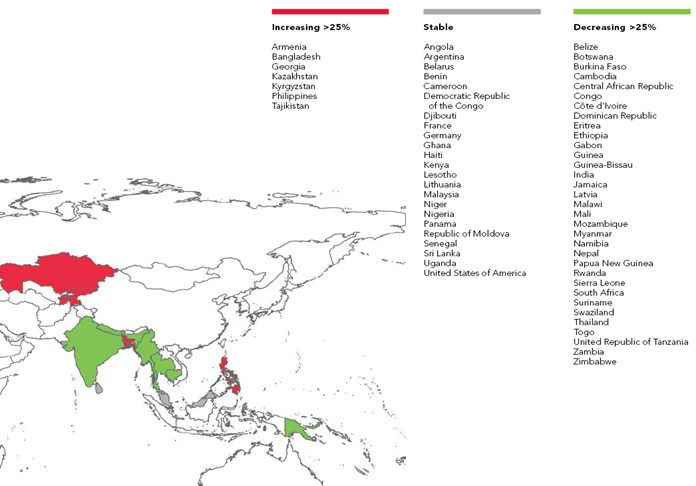 Increasing >25%
Armenia
Bangladesh
Georgia
Kazakhstan
Kyrgyzstan
Philippines
Tajikistan
Stable
Angola
Argentina
Belarus
Benin
Cameroon
Democratic Republic
of the Congo
Djibouti
France
Germany
Ghana
Haiti
Kenya
Lesotho
Lithuania
Malaysia
Niger
Nigeria
Panama
Republic of Moldova
Senegal
Sri Lanka
Uganda
United States of America
Decreasing >25%
Belize
Botswana
Burkina Faso
Cambodia
Central African Republic
Congo
Côte d'Ivoire
Dominican Republic
Eritrea
Ethiopia
Gabon
Guinea
Guinea-Bissau
India
Jamaica
Latvia
Malawi
Mali
Mozambique
Myanmar
Namibia
Nepal
Papua New Guinea
Rwanda
Sierra Leone
South Africa
Suriname
Swaziland
Thailand
Togo
United Republic of Tanzania
Zambia
Zimbabwe